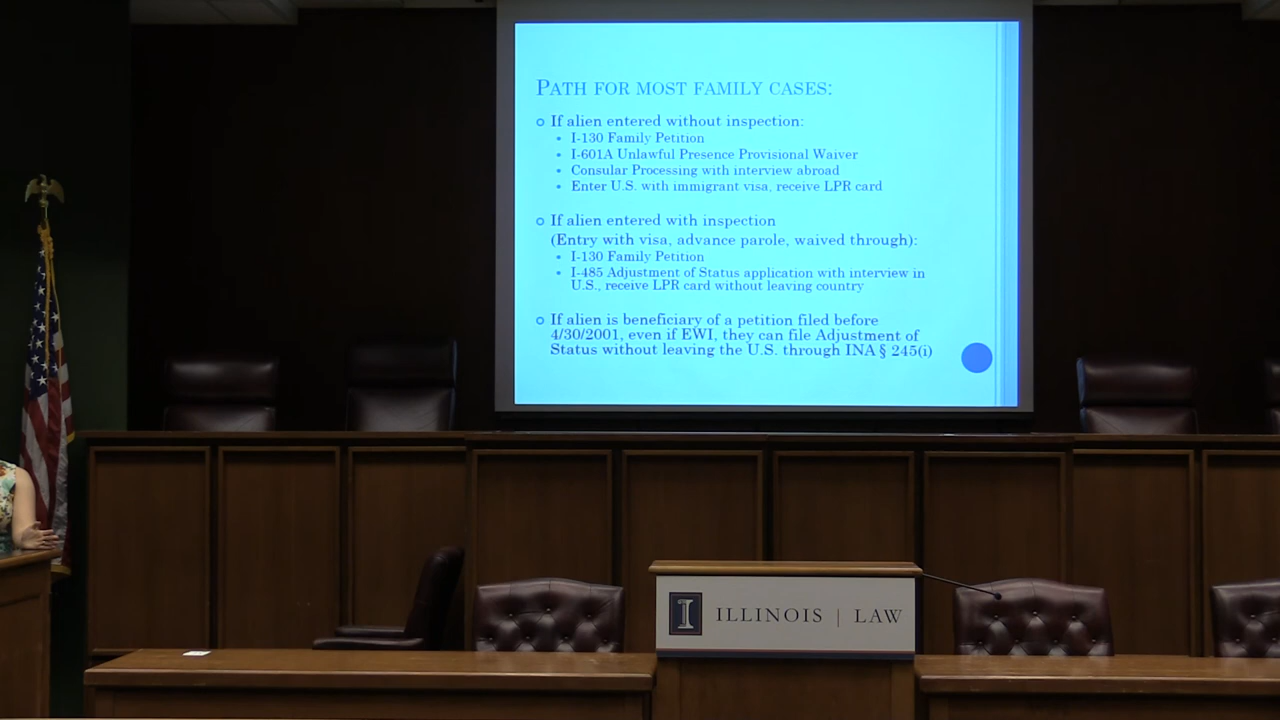 PATH FOR MOST FAMILY CASES:
If alien entered without inspection:
I-130 Family Petition
I-601A Unlawful Presence Provisional Waiver
Consular Processing with interview abroad
Enter U.S. with immigrant visa, receive LPR card
If alien entered with inspection
(Entry with visa, advance parole, waived through):
I-130 Family Petition
I-485 Adjustment of Status application with interview in
U.S., receive LPR card without leaving country
If alien is beneficiary of a petition filed before
4/30/2001, even if EWI, they can file Adjustment of
Status without leaving the U.S. through INA § 245(i)
I ILLINOIS | LAW